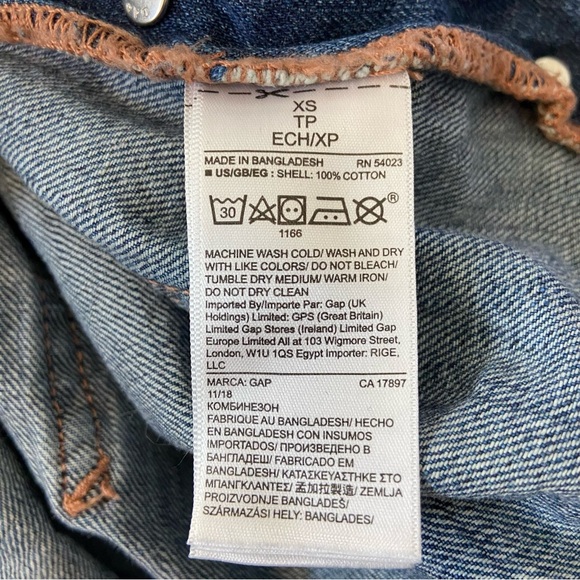 XS
TP
ECH/XP
MADE IN BANGLADESH RN 54023
■ US/GB/EG : SHELL: 100% COTTON
30 ®
1166
MACHINE WASH COLD/ WASH AND DRY
WITH LIKE COLORS/ DO NOT BLEACH/
TUMBLE DRY MEDIUM/ WARM IRON/
DO NOT DRY CLEAN
Imported By/Importe Par: Gap (UK
Holdings) Limited: GPS (Great Britain)
Limited Gap Stores (Ireland) Limited Gap
Europe Limited All at 103 Wigmore Street,
London, W1U 1QS Egypt Importer: RIGE,
LLC
MARCA: GAP CA 17897
11/18
КОМБИНЕЗОН
FABRIQUE AU BANGLADESH/ HECHO
EN BANGLADESH CON INSUMOS
IMPORTADOS/ ПРОИЗВЕДЕНО В
БАНГЛАДЕШ/ FABRICADO EM
BANGLADESH/ ΚΑΤΑΣΚΕΥΑΣΤΗΚΕ ΣΤΟ
ΜΠΑΝΓΚΛΑΝΤΕΣ/ 孟加拉製造/ ZEMLJA
PROIZVODNJE BANGLADEŠ/
SZÁRMAZÁSI HELY: BANGLADES/